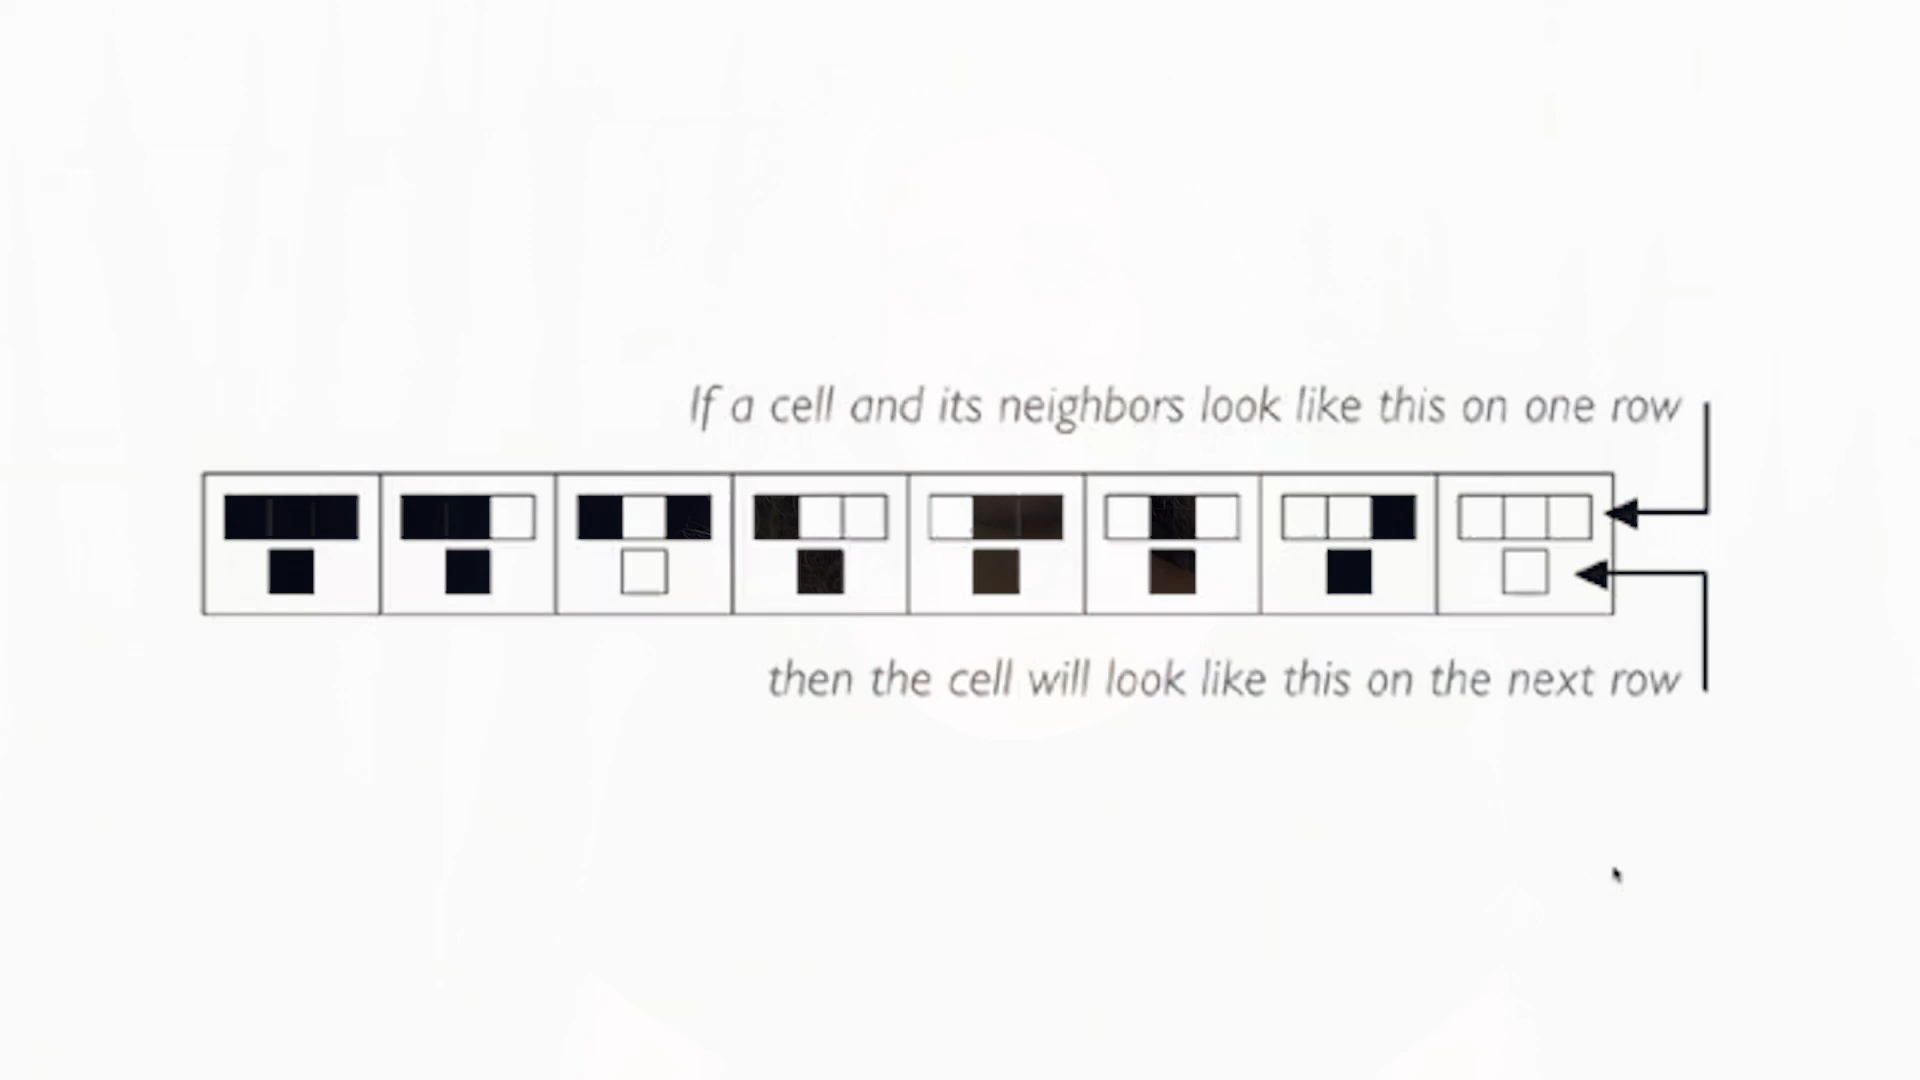 If a cell and its neighbors look like this on one row
then the cell will look like this on the next row